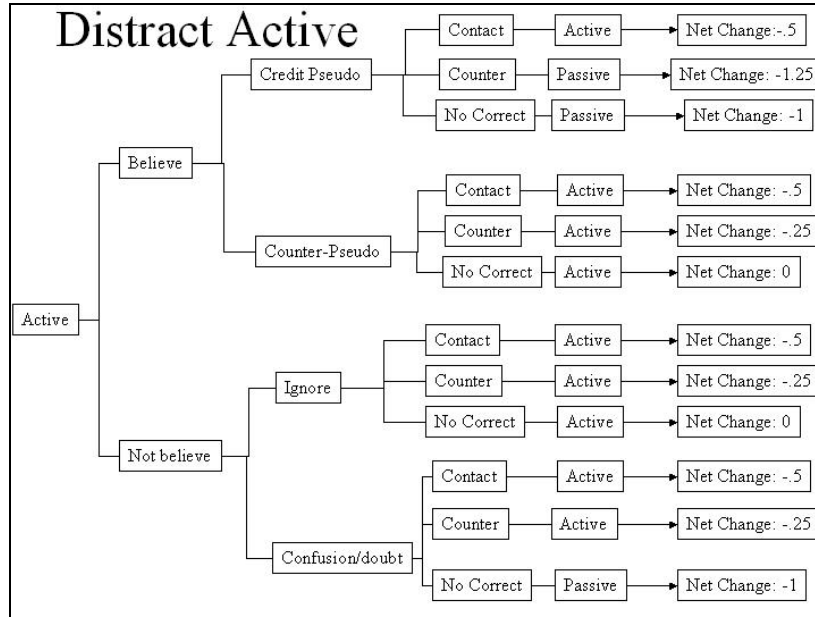 Distract Active
Contact Active Net Change:-.5
Credit Pseudo Counter Passive Net Change: -1.25
No Correct Passive Net Change: -1
Believe
Contact Active Net Change: -.5
Counter Active Net Change: -.25
Counter-Pseudo
No Correct Active Net Change: 0
Active
Contact Active Net Change: -.5
Ignore Counter Active Net Change: -.25
No Correct Active Net Change: 0
Not believe
Contact Active Net Change: -.5
Counter Active Net Change: -.25
Confusion/doubt
No Correct Passive Net Change: -1